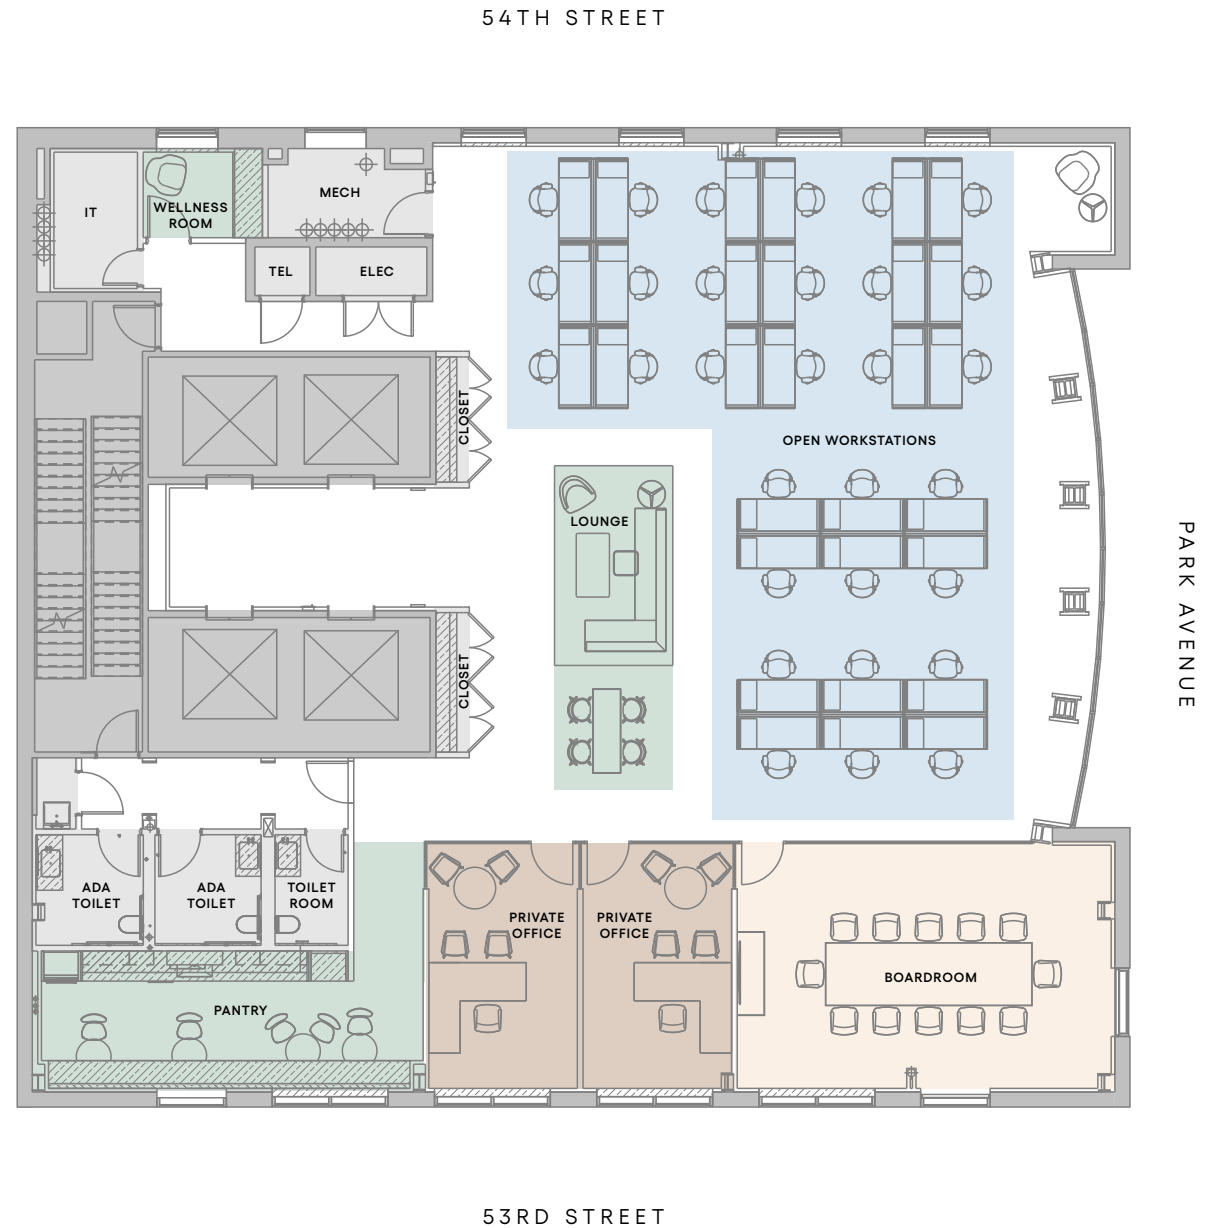 54TH STREET
IT
WELLNESS
ROOM
MECH
TEL
ELEC
CLOSET
OPEN WORKSTATIONS
LOUNGE
PARK AVENUE
CLOSET
ADA
TOILET
ADA
TOILET
TOILET
ROOM
PRIVATE
OFFICE
PRIVATE
OFFICE
BOARDROOM
PANTRY
53RD STREET